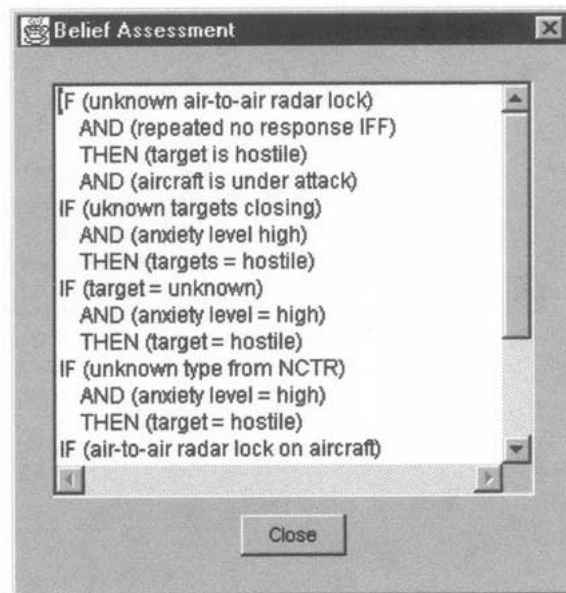 Belief Assessment
IF (unknown air-to-air radar lock)
AND (repeated no response IFF)
THEN (target is hostile)
AND (aircraft is under attack)
IF (uknown targets closing)
AND (anxiety level high)
THEN (targets = hostile)
IF (target = unknown)
AND (anxiety level = high)
THEN (target = hostile)
IF (unknown type from NCTR)
AND (anxiety level = high)
THEN (target = hostile)
IF (air-to-air radar lock on aircraft)
Close